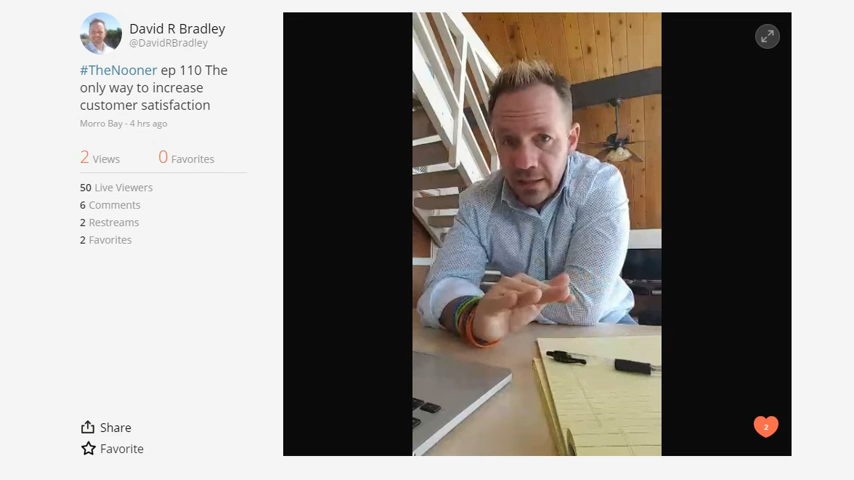 David R Bradley
@DavidRBradley
#TheNooner ep 110 The
only way to increase
customer satisfaction
Morro Bay - 4 hrs ago
2 Views 0 Favorites
50 Live Viewers
6 Comments
2 Restreams
2 Favorites
Share
Favorite
2